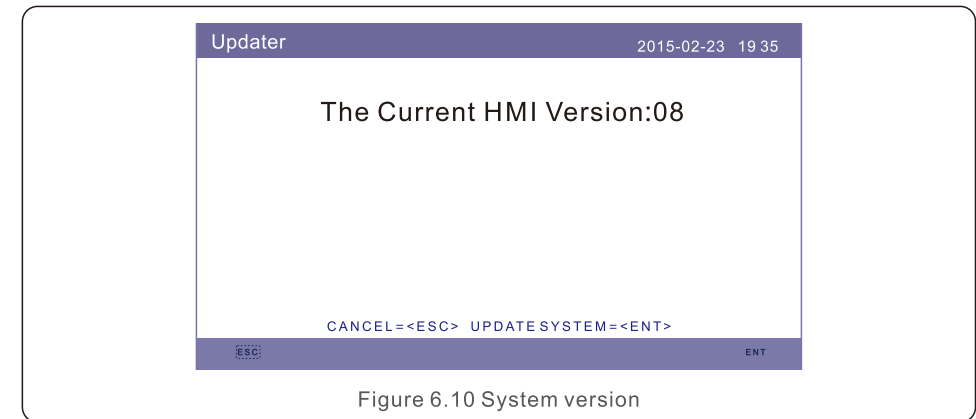 Updater 2015-02-23 19 35
The Current HMI Version:08
CANCEL=<ESC> UPDATE SYSTEM=<ENT>
ESC ENT
Figure 6.10 System version